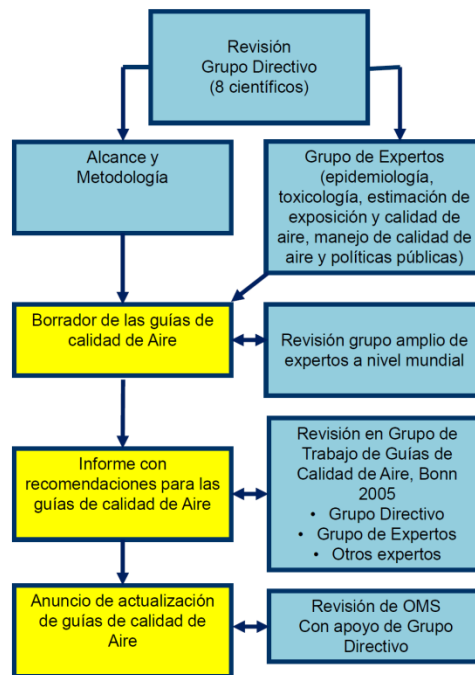 Revisión
Grupo Directivo
(8 científicos)
Alcance y
Metodología
Grupo de Expertos
(epidemiología,
toxicología, estimación de
exposición y calidad de
aire, manejo de calidad de
aire y políticas públicas)
Borrador de las guías de
calidad de Aire
Revisión grupo amplio de
expertos a nivel mundial
Informe con
recomendaciones para las
guías de calidad de Aire
Revisión en Grupo de
Trabajo de Guías de
Calidad de Aire, Bonn
2005
• Grupo Directivo
• Grupo de Expertos
• Otros expertos
Anuncio de actualización
de guías de calidad de
Aire
Revisión de OMS
Con apoyo de Grupo
Directivo